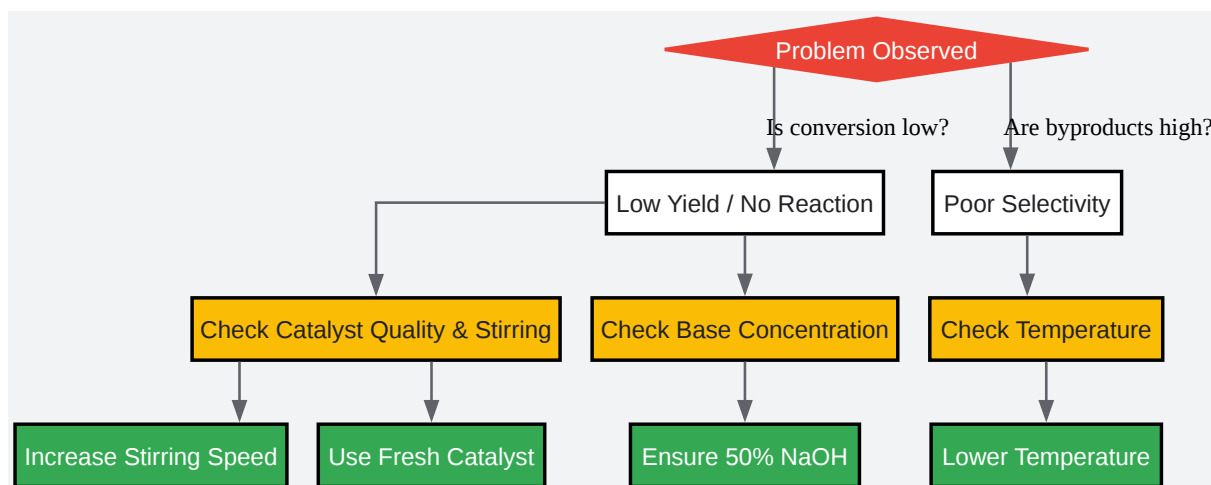 Problem Observed
Is conversion low?
Are byproducts high?
Low Yield / No Reaction
Poor Selectivity
Check Catalyst Quality & Stirring
Check Base Concentration
Check Temperature
Increase Stirring Speed
Use Fresh Catalyst
Ensure 50% NaOH
Lower Temperature